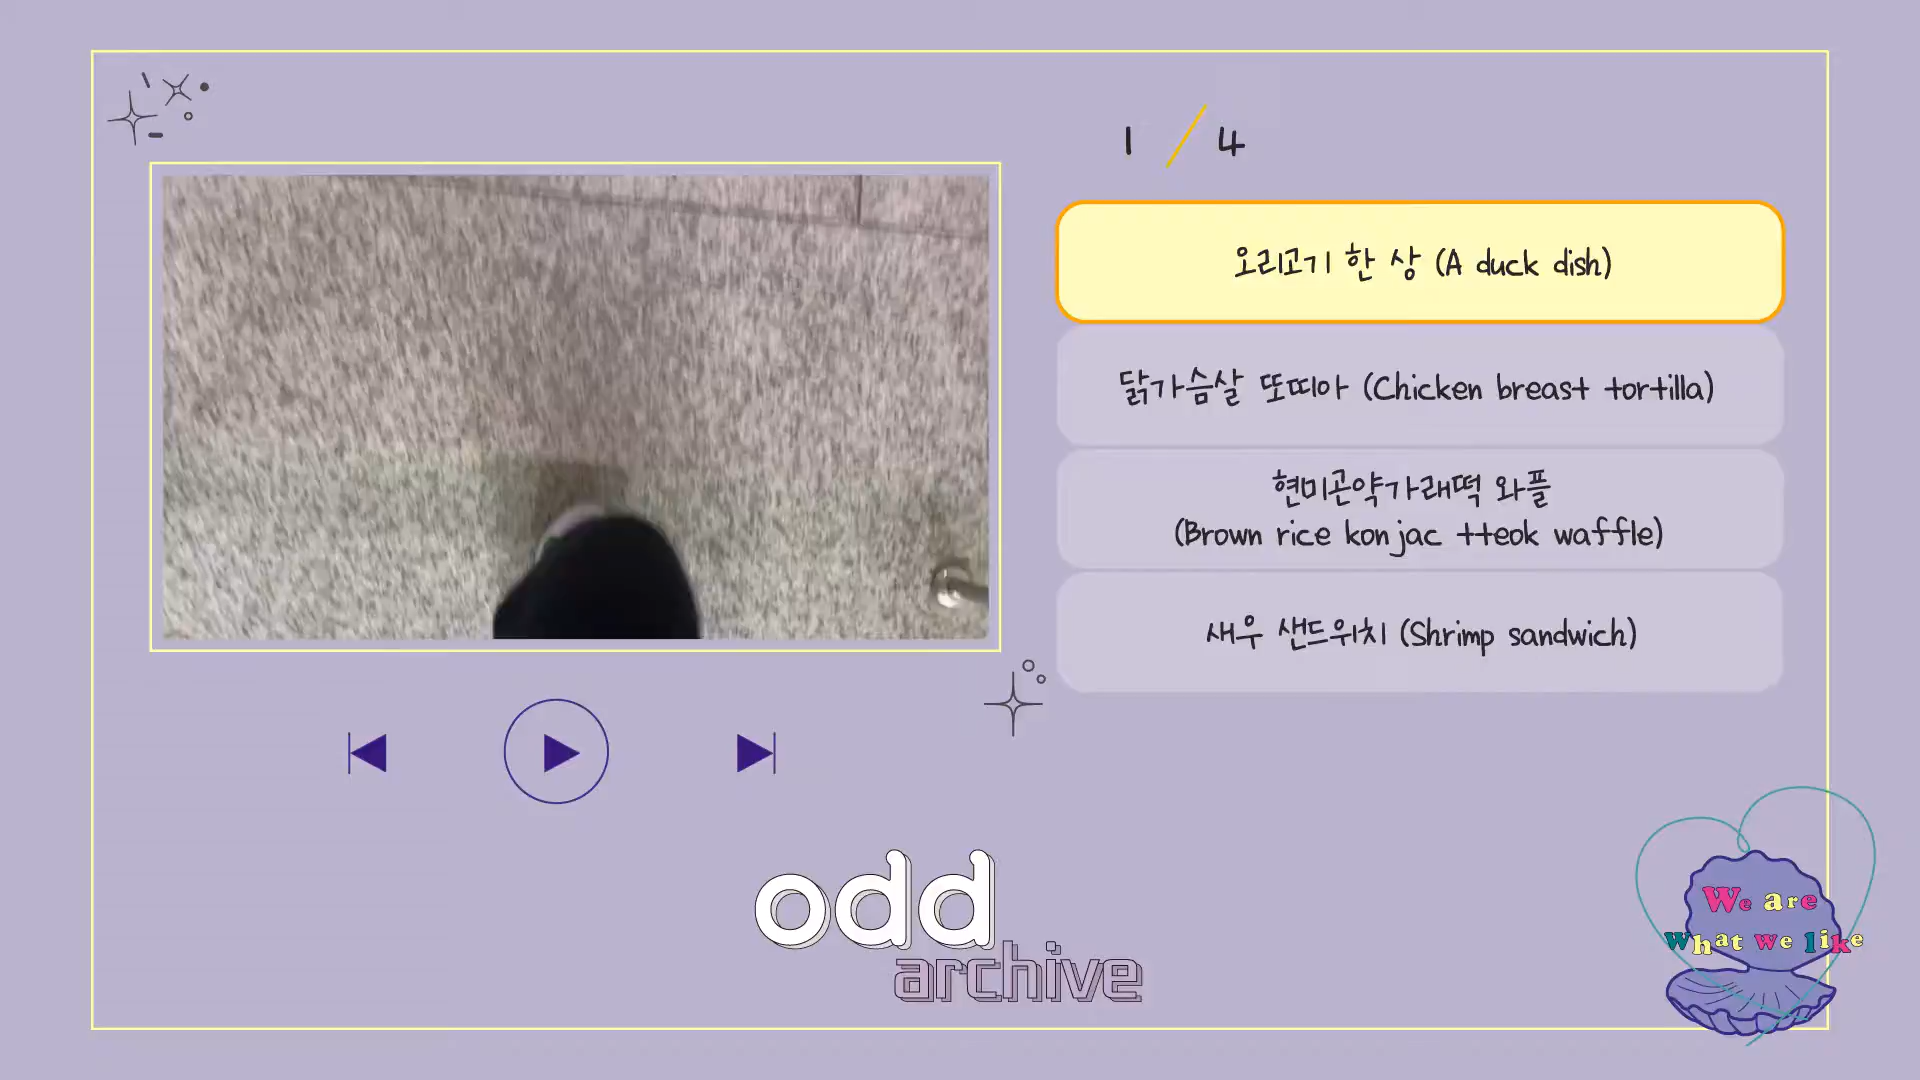 1 / 4
오리고기 한 상 (A duck dish)
닭가슴살 또띠아 (Chicken breast tortilla)
현미곤약가래떡 와플
(Brown rice konjac tteok waffle)
새우 샌드위치 (Shrimp sandwich)
odd
archive
We are
What we like